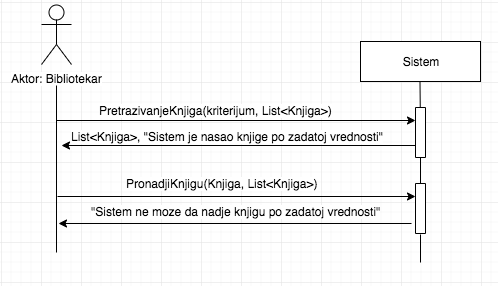 Aktor: Bibliotekar
Sistem
PretrazivanjeKnjiga(kriterijum, List<Knjiga>)
List<Knjiga>, "Sistem je nasao knjige po zadatoj vrednosti"
PronadjiKnjigu(Knjiga, List<Knjiga>)
"Sistem ne moze da nadje knjigu po zadatoj vrednosti"